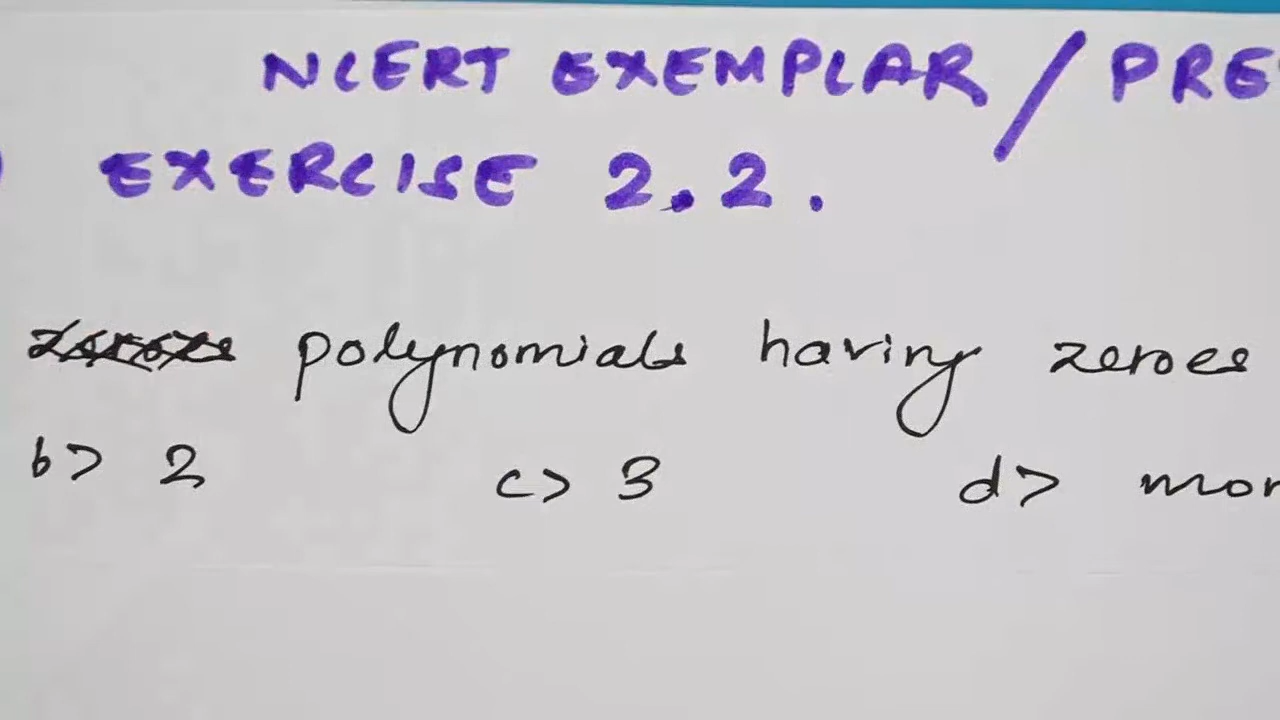 NCERT EXEMPLAR / PRE
EXERCISE 2.2.
polynomials having zeroes
b> 2 c> 3 d> mor